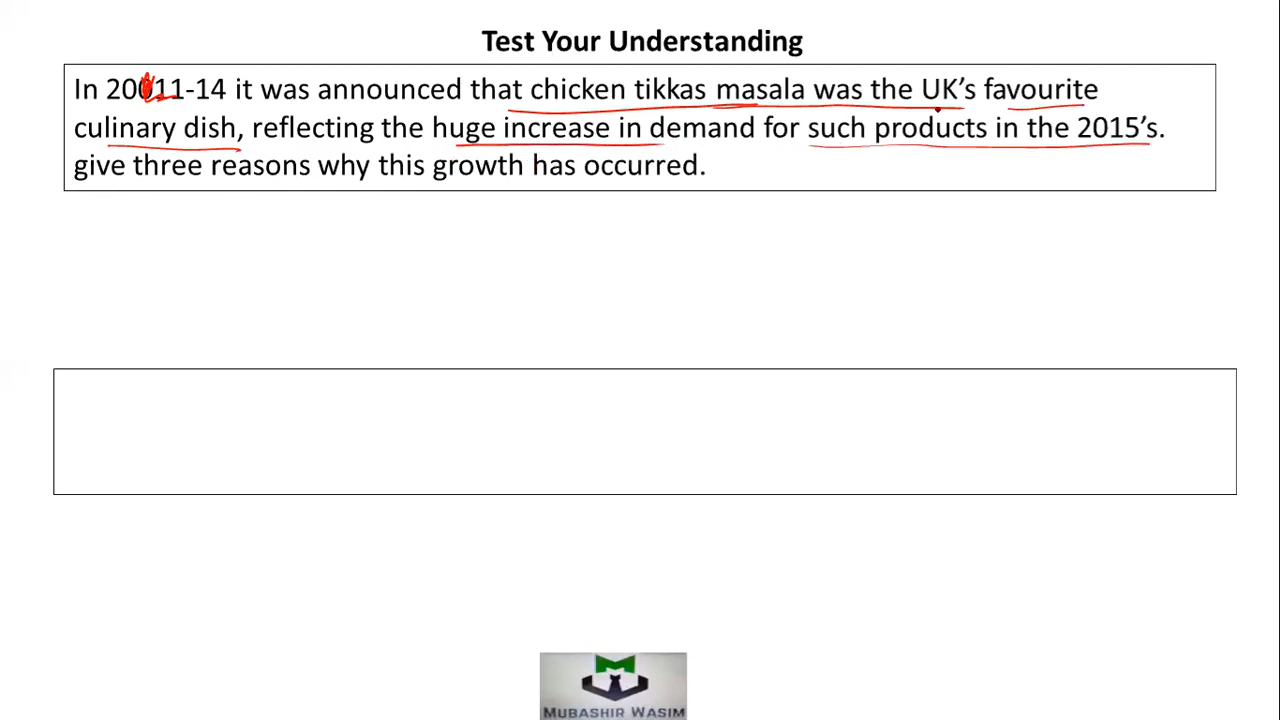 Test Your Understanding
In 20011-14 it was announced that chicken tikkas masala was the UK's favourite
culinary dish, reflecting the huge increase in demand for such products in the 2015's.
give three reasons why this growth has occurred.
MUBASHIR WASIM